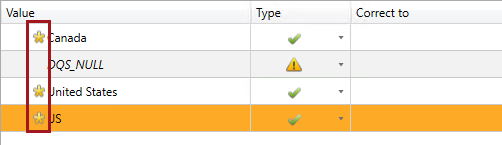 Value Type Correct to
Canada
DQS_NULL
United States
US